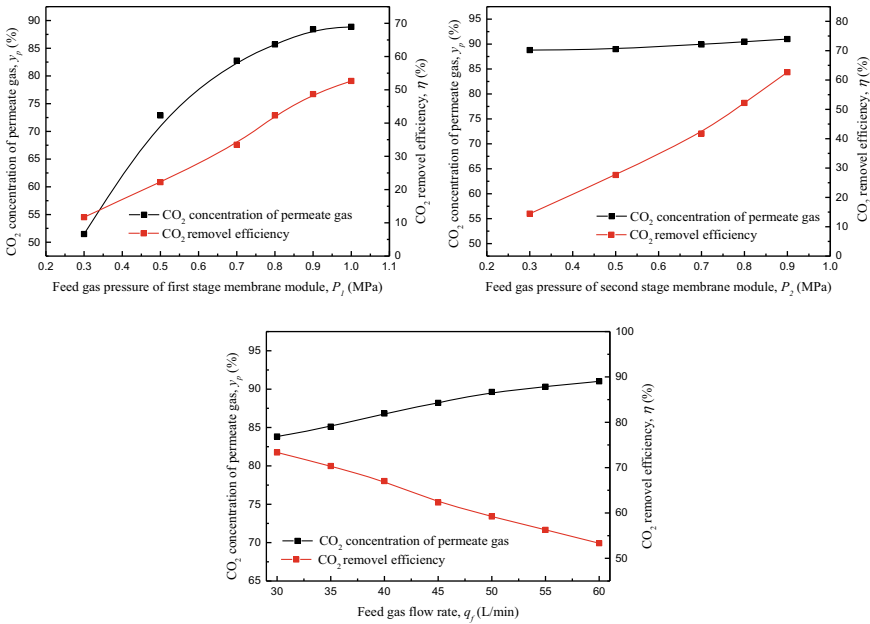 CO2 concentration of permeate gas, yp (%)
90
85
80
75
70
65
60
55
50
0.2 0.3 0.4 0.5 0.6 0.7 0.8 0.9 1.0 1.1
Feed gas pressure of first stage membrane module, P1 (MPa)
70
60
50
40
30
20
10
0
CO2 removel efficiency, η (%)
CO2 concentration of permeate gas
CO2 removel efficiency
CO2 concentration of permeate gas, yp (%)
95
90
85
80
75
70
65
60
55
50
0.2 0.3 0.4 0.5 0.6 0.7 0.8 0.9 1.0
Feed gas pressure of second stage membrane module, P2 (MPa)
80
70
60
50
40
30
20
10
0
CO2 removel efficiency, η (%)
CO2 concentration of permeate gas
CO2 removel efficiency
CO2 concentration of permeate gas, yp (%)
95
90
85
80
75
70
65
30 35 40 45 50 55 60
Feed gas flow rate, qf (L/min)
100
90
80
70
60
50
CO2 removel efficiency, η (%)
CO2 concentration of permeate gas
CO2 removel efficiency